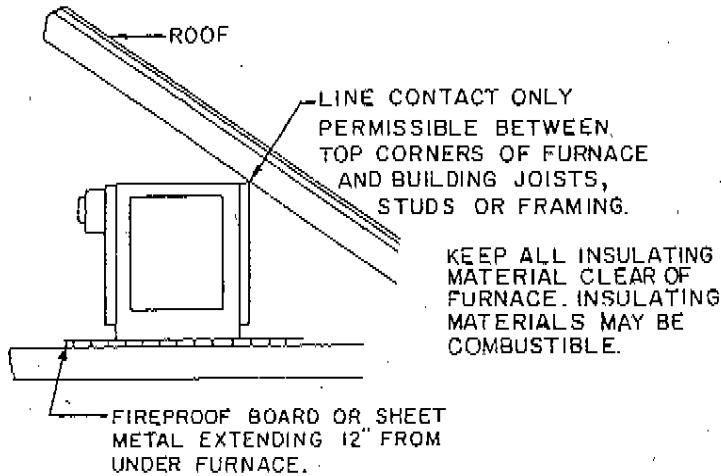 ROOF
LINE CONTACT ONLY
PERMISSIBLE BETWEEN
TOP CORNERS OF FURNACE
AND BUILDING JOISTS,
STUDS OR FRAMING.
KEEP ALL INSULATING
MATERIAL CLEAR OF
FURNACE. INSULATING
MATERIALS MAY BE
COMBUSTIBLE.
FIREPROOF BOARD OR SHEET
METAL EXTENDING 12" FROM
UNDER FURNACE.